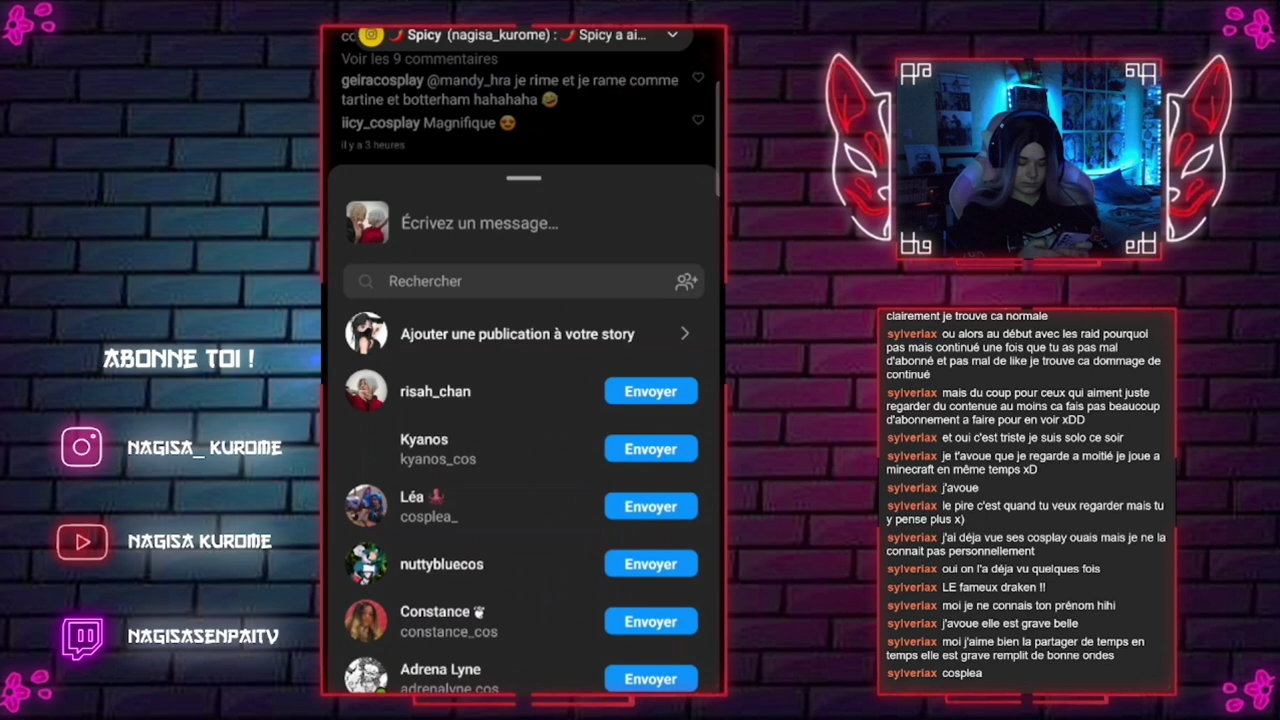 Spicy (nagisa_kurome) : 🌶️ Spicy a ai...
Voir les 9 commentaires
geiracosplay @mandy_hra je rime et je rame comme
tartine et botterham hahahaha 🤣
iicy_cosplay Magnifique 😍
il y a 3 heures
Écrivez un message...
Rechercher
Ajouter une publication à votre story
risah_chan
Envoyer
Kyanos
kyanos_cos
Envoyer
Léa 🐙
cosplea_
Envoyer
nuttybluecos
Envoyer
Constance ❦
constance_cos
Envoyer
Adrena Lyne
adrenalyne.cos
Envoyer
ABONNE TOI !
NAGISA_ KUROME
NAGISA KUROME
NAGISASENPAITV
clairement je trouve ca normale
sylveriax ou alors au début avec les raid pourquoi
pas mais continué une fois que tu as pas mal
d'abonné et pas mal de like je trouve ca dommage de
continué
sylveriax mais du coup pour ceux qui aiment juste
regarder du contenue au moins ca fais pas beaucoup
d'abonnement a faire pour en voir xDD
sylveriax et oui c'est triste je suis solo ce soir
sylveriax je t'avoue que je regarde a moitié je joue a
minecraft en même temps xD
sylveriax j'avoue
sylveriax le pire c'est quand tu veux regarder mais tu
y pense plus x)
sylveriax j'ai déja vue ses cosplay ouais mais je ne la
connait pas personnellement
sylveriax oui on l'a déja vu quelques fois
sylveriax LE fameux draken !!
sylveriax moi je ne connais ton prénom hihi
sylveriax j'avoue elle est grave belle
sylveriax moi j'aime bien la partager de temps en
temps elle est grave remplit de bonne ondes
sylveriax cosplea